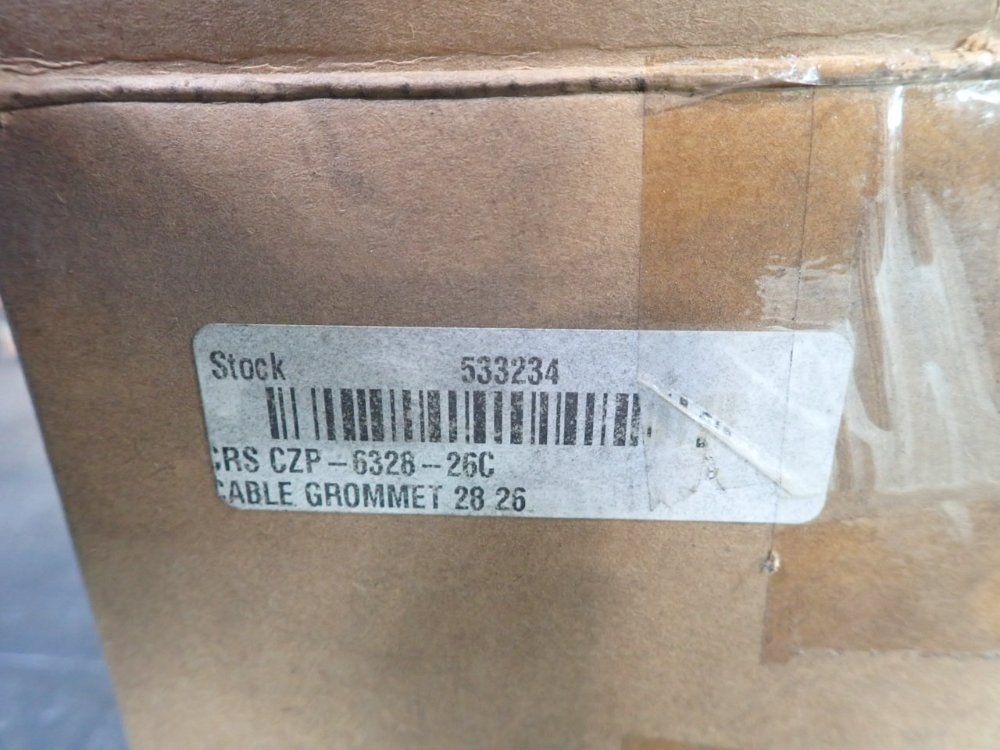 Stock 533234
CRS CZP-6328-26C
CABLE GROMMET 28 26